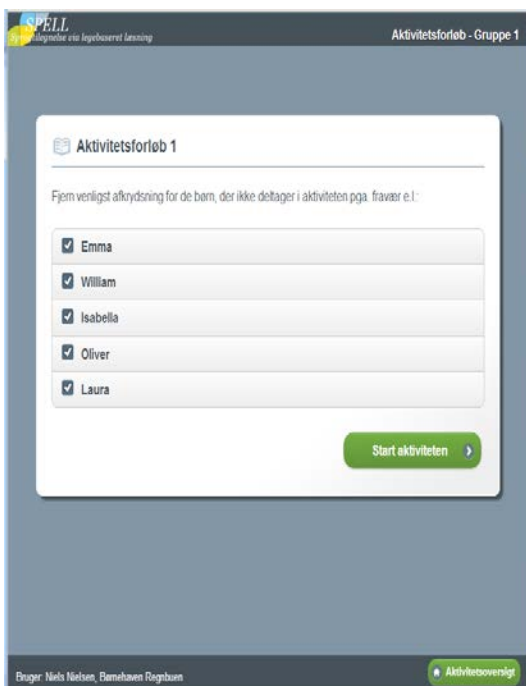 SPELL
Sprogtilegnelse via legebaseret læsning
Aktivitetsforløb - Gruppe 1
Aktivitetsforløb 1
Fjern venligst afkrydsning for de børn, der ikke deltager i aktiviteten pga. fravær e.l.:
Emma
William
Isabella
Oliver
Laura
Start aktiviteten
Bruger: Niels Nielsen, Børnehaven Regnbuen
Aktivitetsoversigt